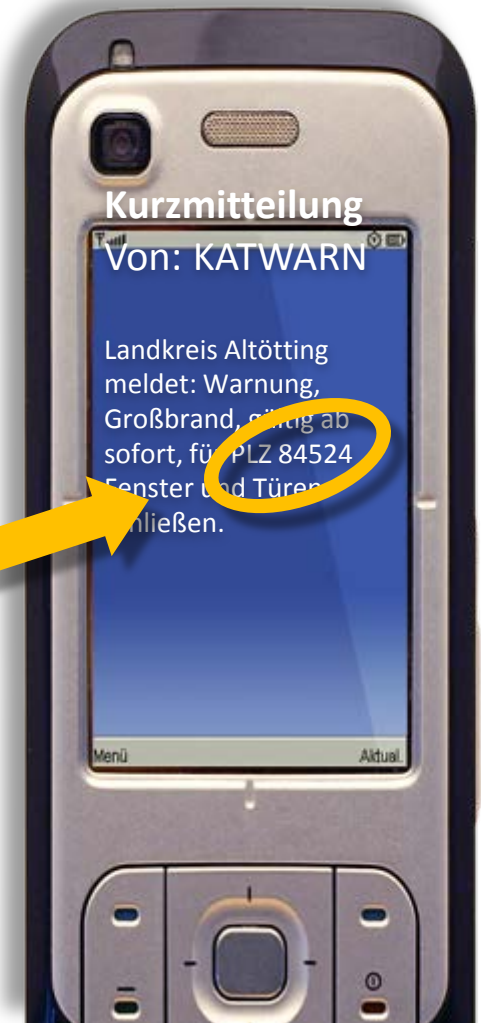 Kurzmitteilung
Von: KATWARN
Landkreis Altötting
meldet: Warnung,
Großbrand, gültig ab
sofort, für PLZ 84524
Fenster und Türen
schließen.
Menü Aktual.